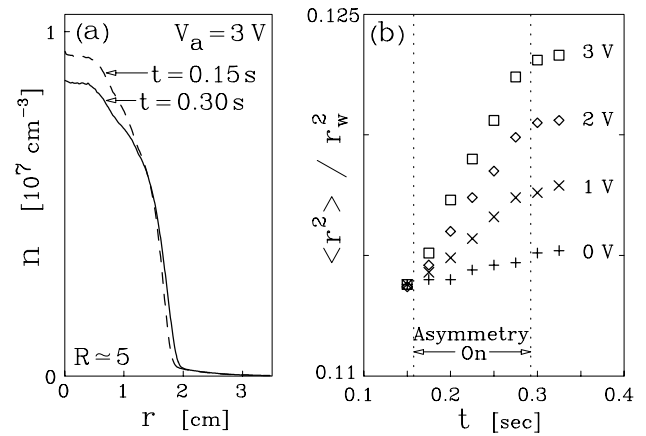 (a) V_a = 3 V
t = 0.15 s
t = 0.30 s
R ≃ 5
n [10^7 cm^-3]
1
0
0 1 2 3
r [cm]
(b)
0.125
0.11
<r^2> / r_w^2
3 V
2 V
1 V
0 V
Asymmetry
On
0.1 0.2 0.3 0.4
t [sec]